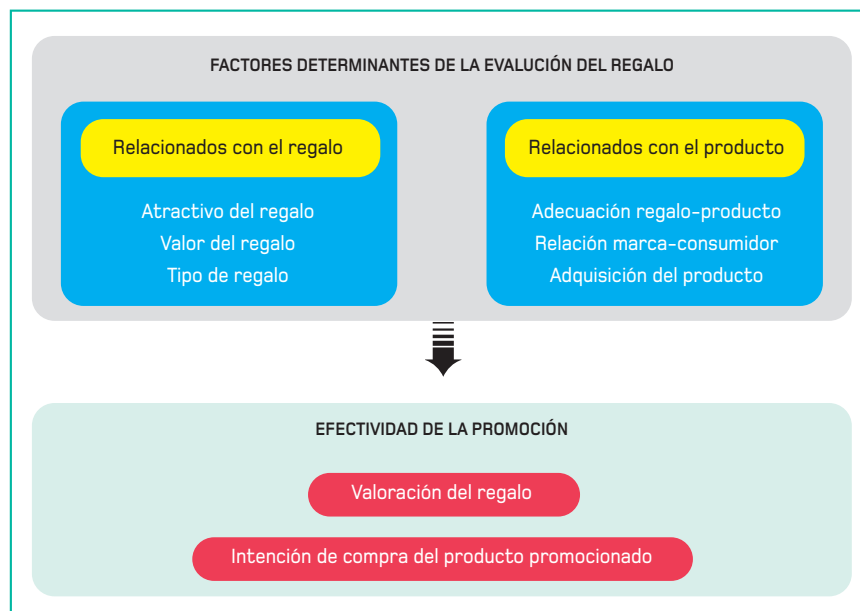 FACTORES DETERMINANTES DE LA EVALUCIÓN DEL REGALO
Relacionados con el regalo
Atractivo del regalo
Valor del regalo
Tipo de regalo
Relacionados con el producto
Adecuación regalo-producto
Relación marca-consumidor
Adquisición del producto
EFECTIVIDAD DE LA PROMOCIÓN
Valoración del regalo
Intención de compra del producto promocionado